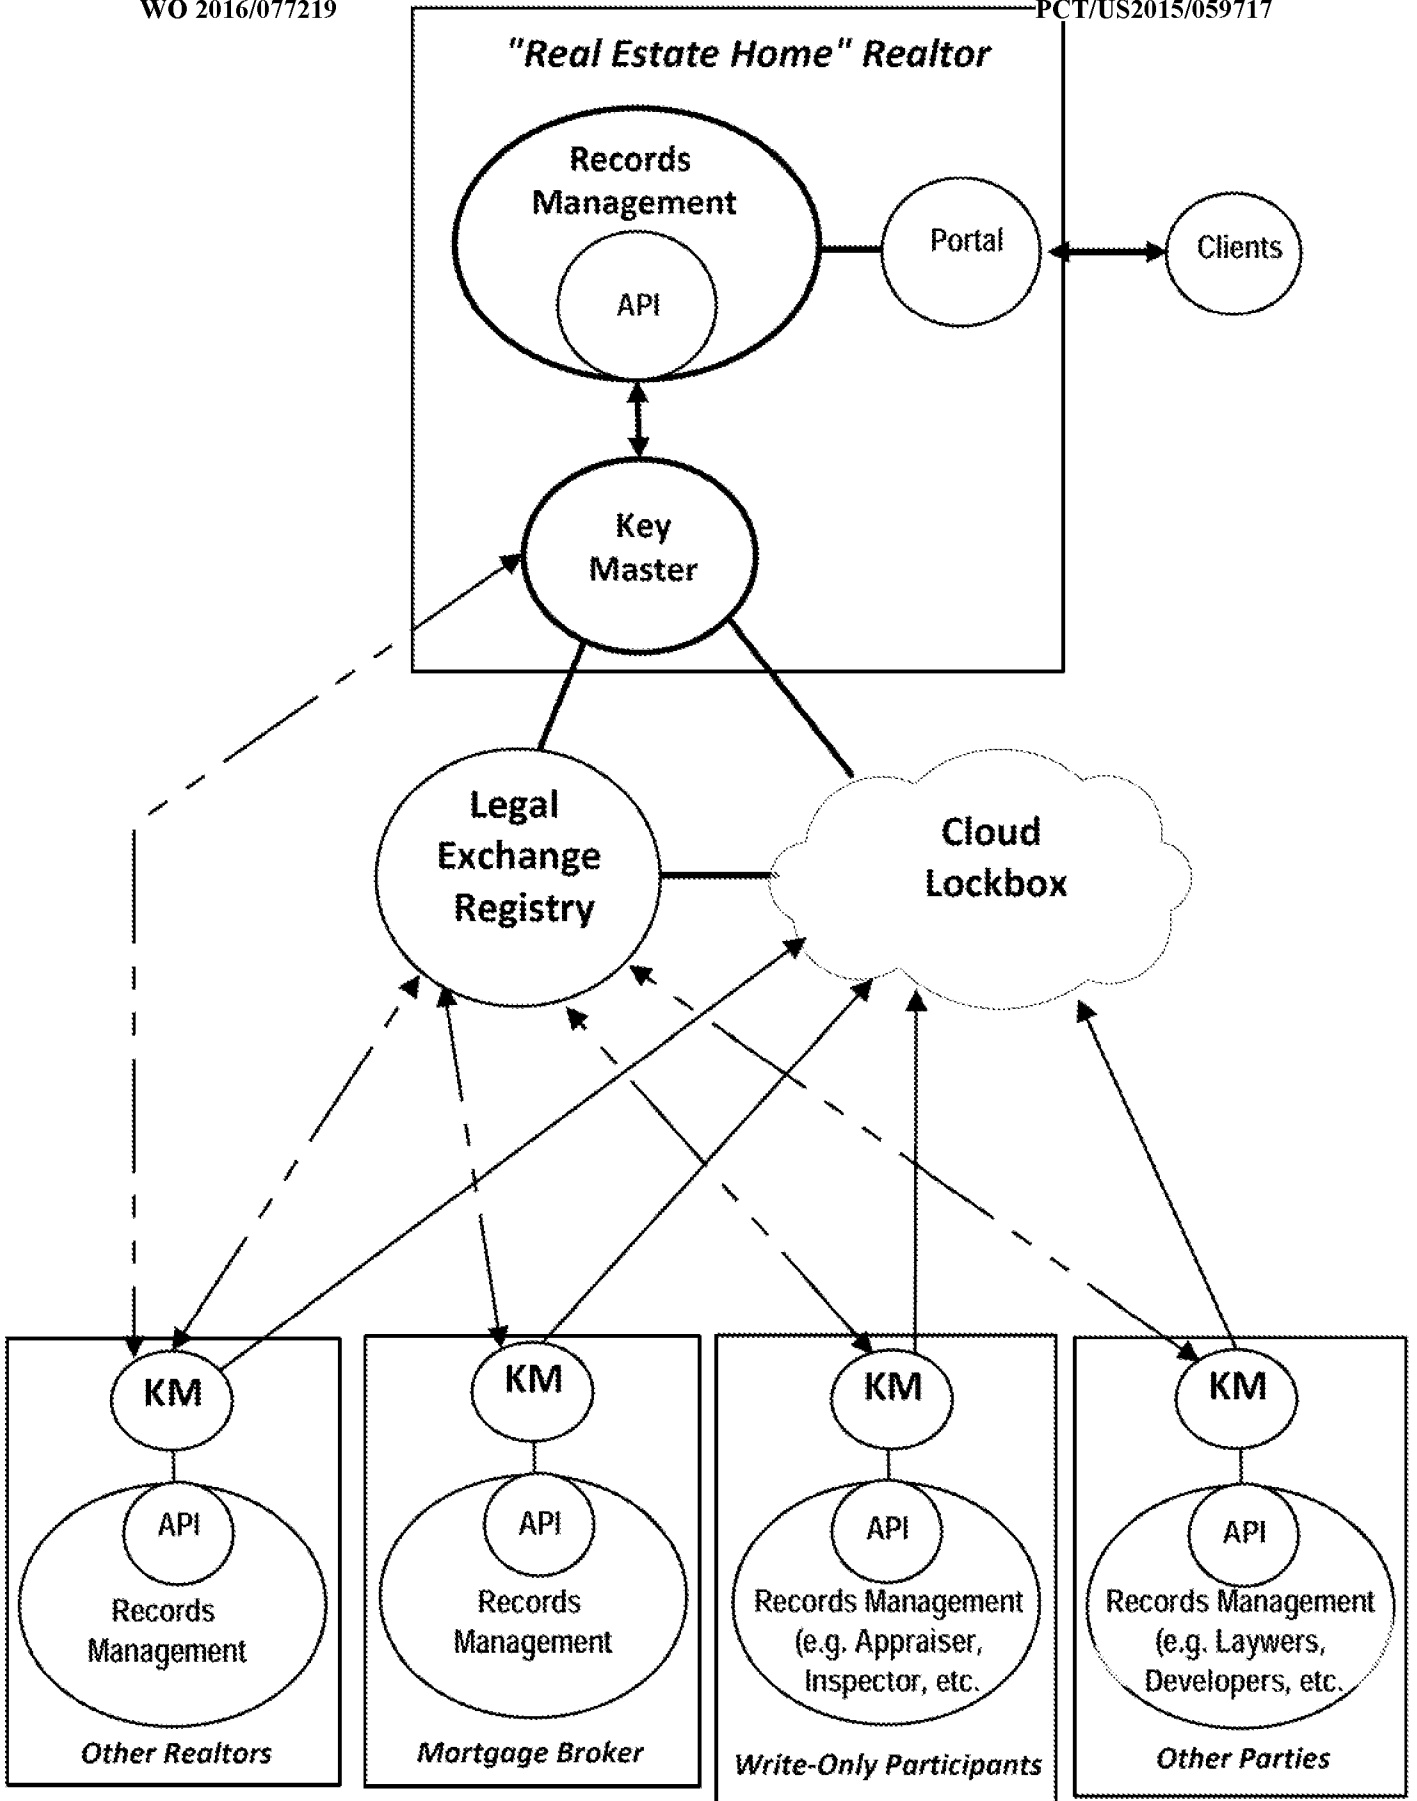 WO 2016/077219
PCT/US2015/059717
"Real Estate Home" Realtor
Records
Management
API
Portal
Clients
Key
Master
Legal
Exchange
Registry
Cloud
Lockbox
KM
API
Records
Management
Other Realtors
KM
API
Records
Management
Mortgage Broker
KM
API
Records Management
(e.g. Appraiser,
Inspector, etc.
Write-Only Participants
KM
API
Records Management
(e.g. Laywers,
Developers, etc.
Other Parties